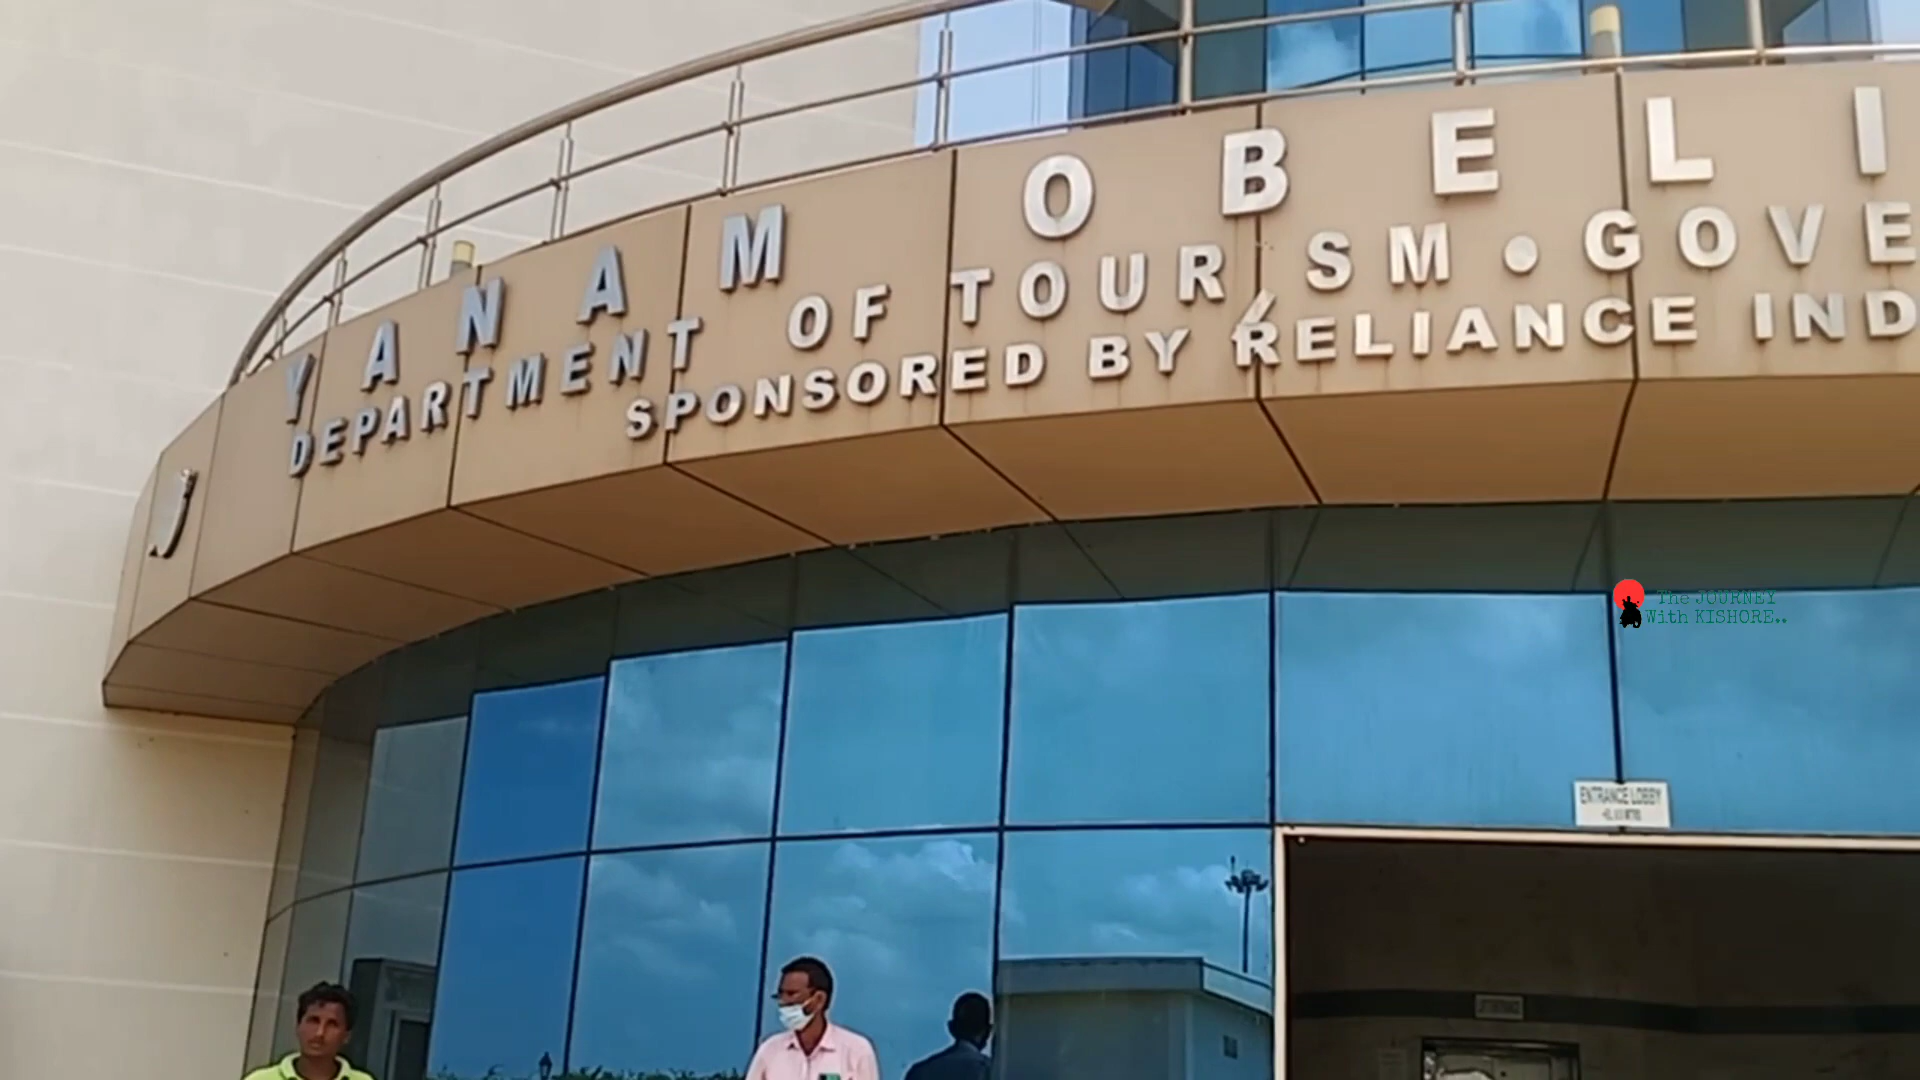 YANAM OBELI
DEPARTMENT OF TOURISM • GOVE
SPONSORED BY RELIANCE IND
The JOURNEY
With KISHORE..
ENTRANCE LOBBY